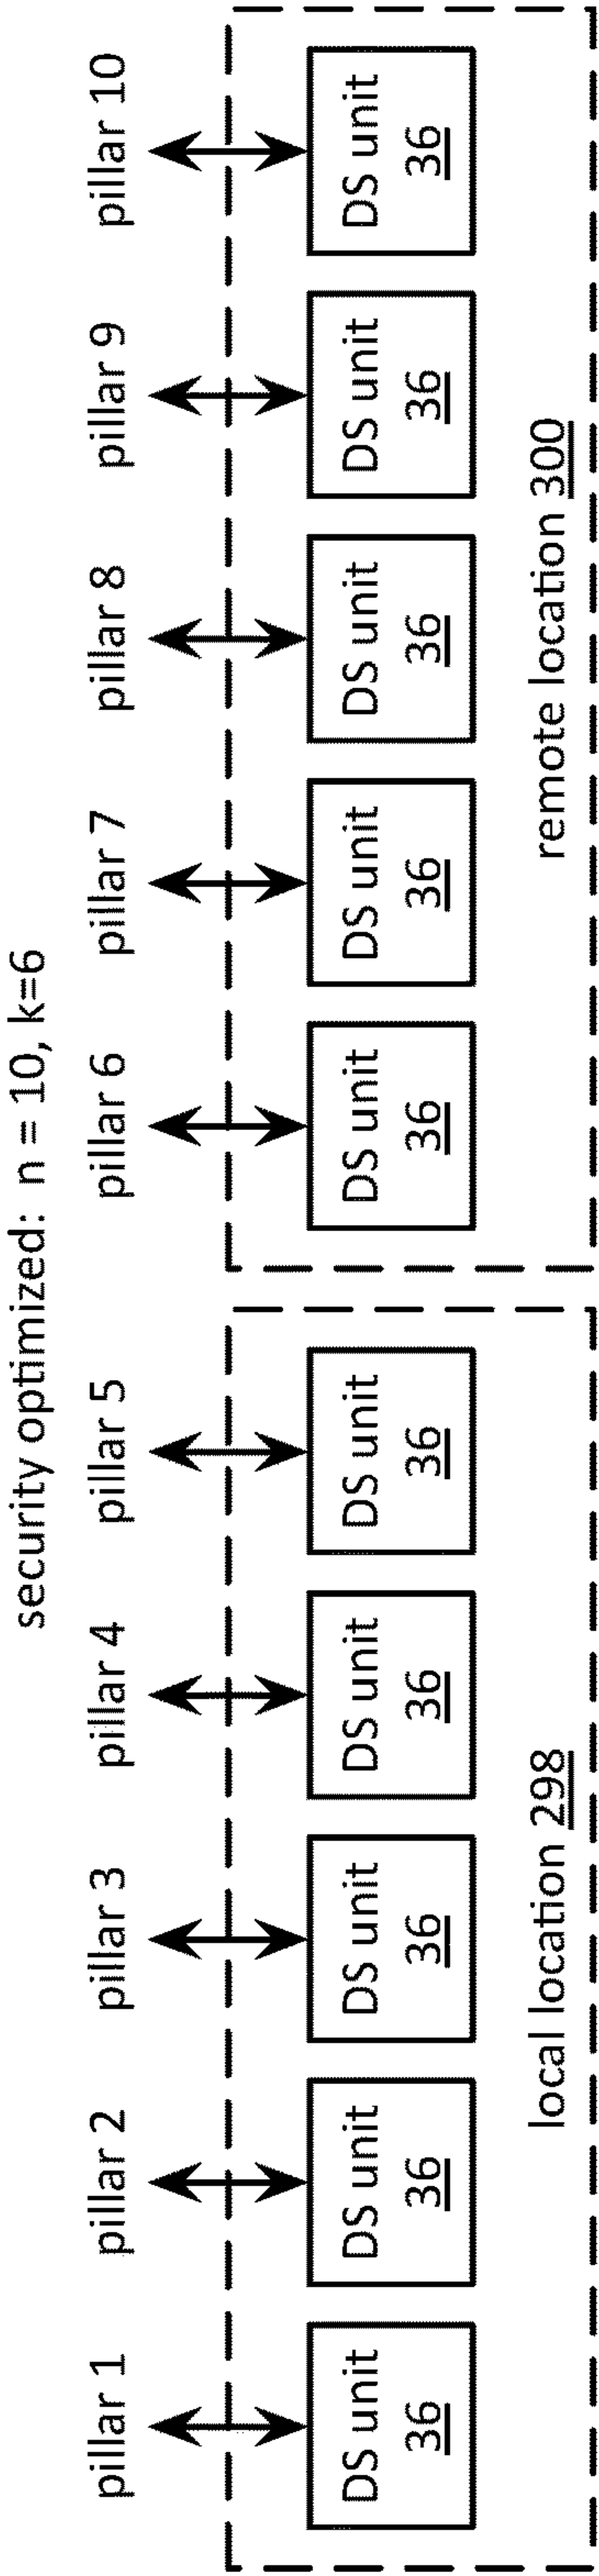 security optimized: n = 10, k=6
pillar 1
pillar 2
pillar 3
pillar 4
pillar 5
pillar 6
pillar 7
pillar 8
pillar 9
pillar 10
DS unit
36
DS unit
36
DS unit
36
DS unit
36
DS unit
36
DS unit
36
DS unit
36
DS unit
36
DS unit
36
DS unit
36
local location 298
remote location 300